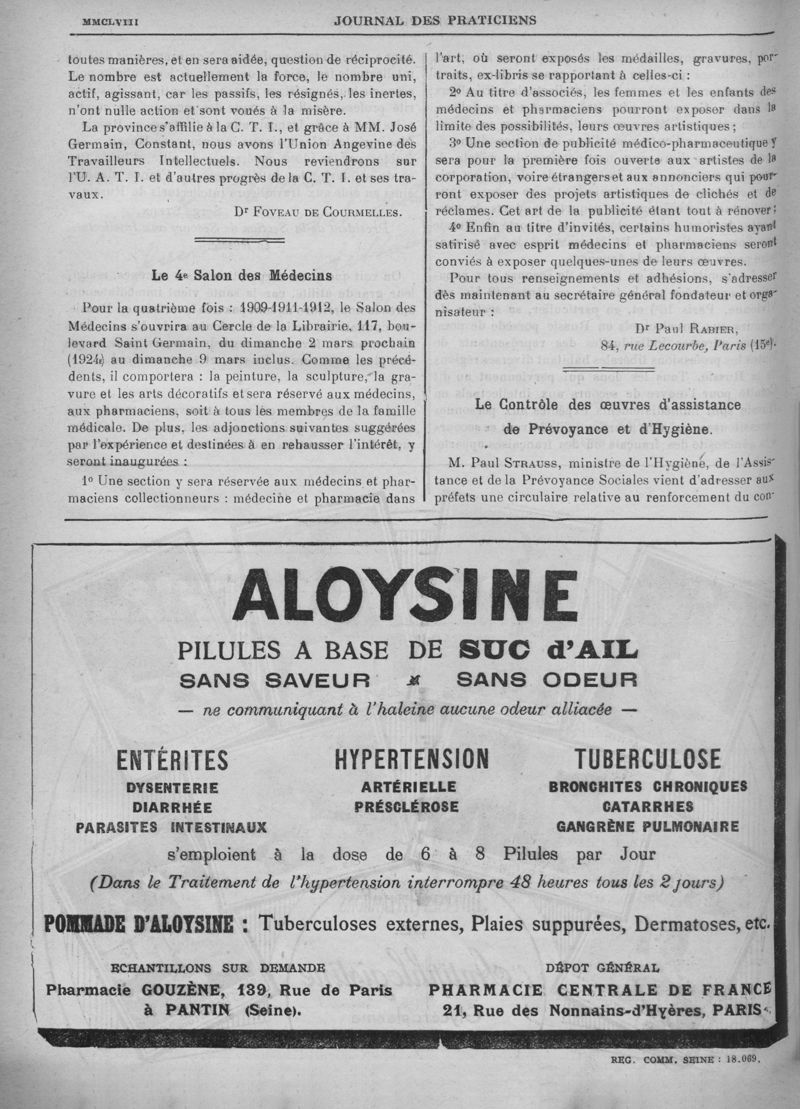 MMCLVIII
JOURNAL DES PRATICIENS
toutes manières, et en sera aidée, question de réciprocité.
Le nombre est actuellement la force, le nombre uni,
actif, agissant, car les passifs, les résignés, les inertes,
n'ont nulle action et sont voués à la misère.
La province s'affilie à la C. T. I., et grâce à MM. José
Germain, Constant, nous avons l'Union Angevine des
Travailleurs Intellectuels. Nous reviendrons sur
l'U. A. T. I. et d'autres progrès de la C. T. I. et ses tra-
vaux.
Dr FOVEAU DE COURMELLES.
Le 4e Salon des Médecins
Pour la quatrième fois : 1909-1911-1912, le Salon des
Médecins s'ouvrira au Cercle de la Librairie, 117, bou-
levard Saint Germain, du dimanche 2 mars prochain
(1924) au dimanche 9 mars inclus. Comme les précé-
dents, il comportera : la peinture, la sculpture, la gra-
vure et les arts décoratifs et sera réservé aux médecins,
aux pharmaciens, soit à tous les membres de la famille
médicale. De plus, les adjonctions suivantes suggérées
par l'expérience et destinées à en rehausser l'intérêt, y
seront inaugurées :
1o Une section y sera réservée aux médecins et phar-
maciens collectionneurs : médecine et pharmacie dans
l'art, où seront exposés les médailles, gravures, por-
traits, ex-libris se rapportant à celles-ci :
2o Au titre d'associés, les femmes et les enfants des
médecins et pharmaciens pourront exposer dans la
limite des possibilités, leurs œuvres artistiques ;
3o Une section de publicité médico-pharmaceutique y
sera pour la première fois ouverte aux artistes de la
corporation, voire étrangers et aux annonciers qui pour-
ront exposer des projets artistiques de clichés et de
réclames. Cet art de la publicité étant tout à rénover ;
4o Enfin au titre d'invités, certains humoristes ayant
satirisé avec esprit médecins et pharmaciens seront
conviés à exposer quelques-unes de leurs œuvres.
Pour tous renseignements et adhésions, s'adresser
dès maintenant au secrétaire général fondateur et orga-
nisateur :
Dr Paul RABIER,
84, rue Lecourbe, Paris (15e).
Le Contrôle des œuvres d'assistance
de Prévoyance et d'Hygiène.
M. Paul STRAUSS, ministre de l'Hygiène, de l'Assis-
tance et de la Prévoyance Sociales vient d'adresser aux
préfets une circulaire relative au renforcement du con-
ALOYSINE
PILULES A BASE DE SUC d'AIL
SANS SAVEUR SANS ODEUR
— ne communiquant à l'haleine aucune odeur alliacée —
ENTÉRITES
DYSENTERIE
DIARRHÉE
PARASITES INTESTINAUX
HYPERTENSION
ARTÉRIELLE
PRÉSCLÉROSE
TUBERCULOSE
BRONCHITES CHRONIQUES
CATARRHES
GANGRÈNE PULMONAIRE
s'emploient à la dose de 6 à 8 Pilules par Jour
(Dans le Traitement de l'hypertension interrompre 48 heures tous les 2 jours)
POMMADE D'ALOYSINE : Tuberculoses externes, Plaies suppurées, Dermatoses, etc.
ECHANTILLONS SUR DEMANDE
Pharmacie GOUZÈNE, 139, Rue de Paris
à PANTIN (Seine).
DÉPOT GÉNÉRAL
PHARMACIE CENTRALE DE FRANCE
21, Rue des Nonnains-d'Hyères, PARIS
REG. COMM. SEINE : 18.069.